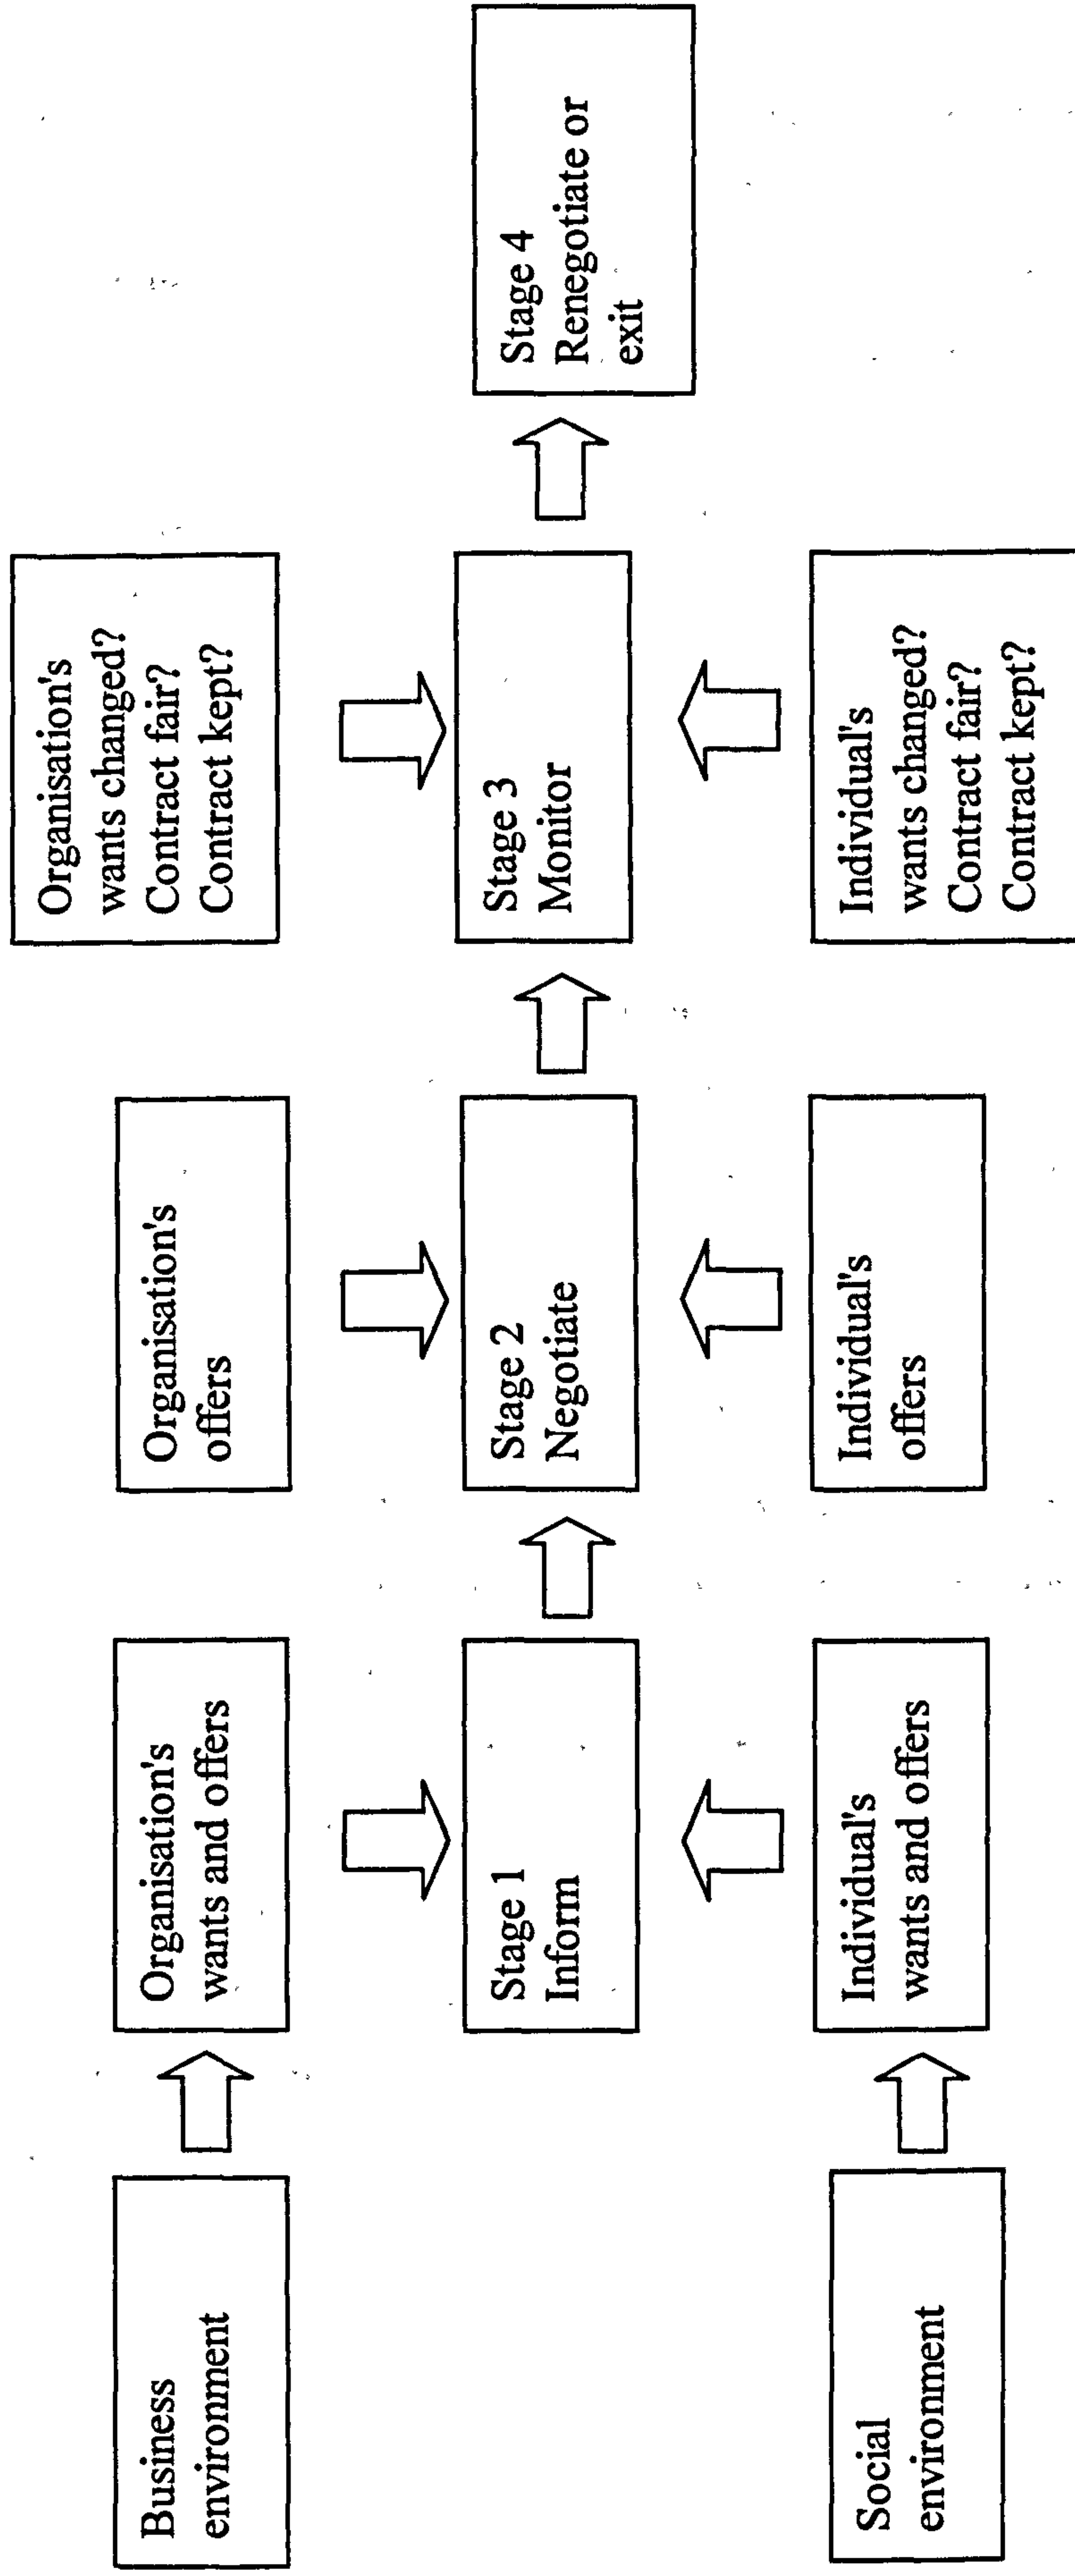 Business
environment
Organisation's
wants and offers
Organisation's
offers
Organisation's
wants changed?
Contract fair?
Contract kept?
Stage 1
Inform
Stage 2
Negotiate
Stage 3
Monitor
Stage 4
Renegotiate or
exit
Social
environment
Individual's
wants and offers
Individual's
offers
Individual's
wants changed?
Contract fair?
Contract kept?